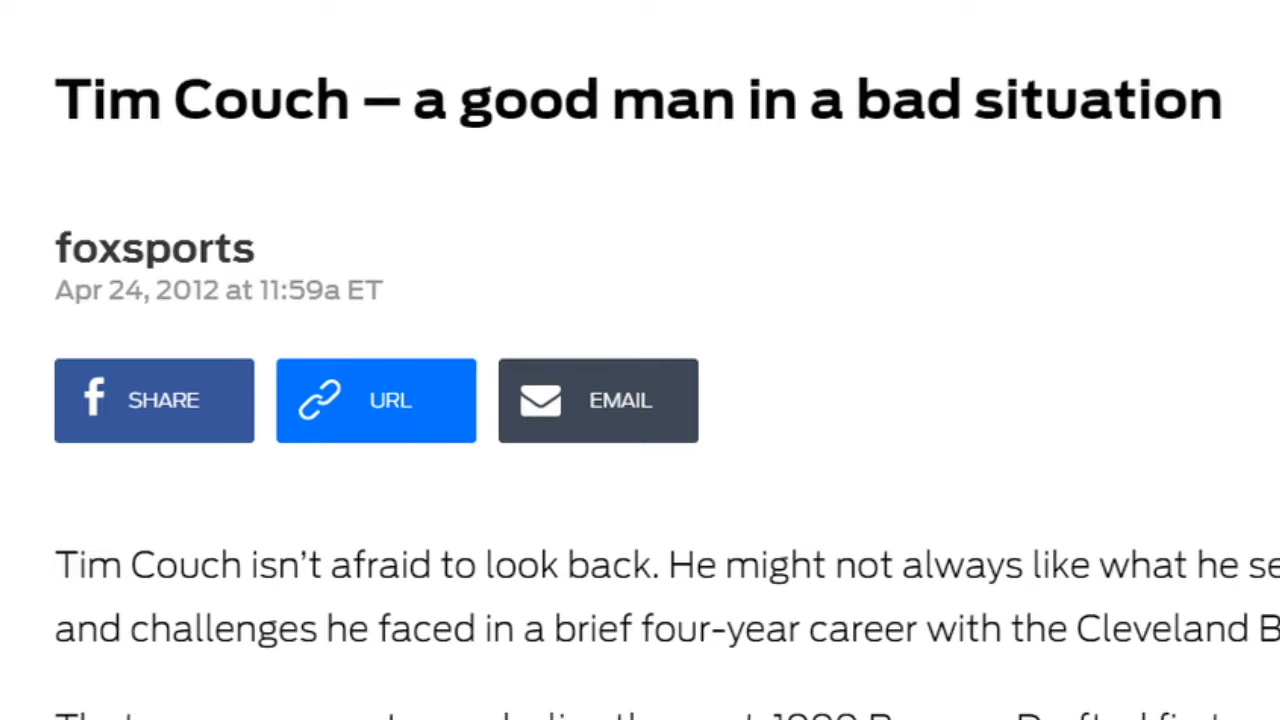 Tim Couch – a good man in a bad situation
foxsports
Apr 24, 2012 at 11:59a ET
f SHARE
URL
EMAIL
Tim Couch isn’t afraid to look back. He might not always like what he se
and challenges he faced in a brief four-year career with the Cleveland B